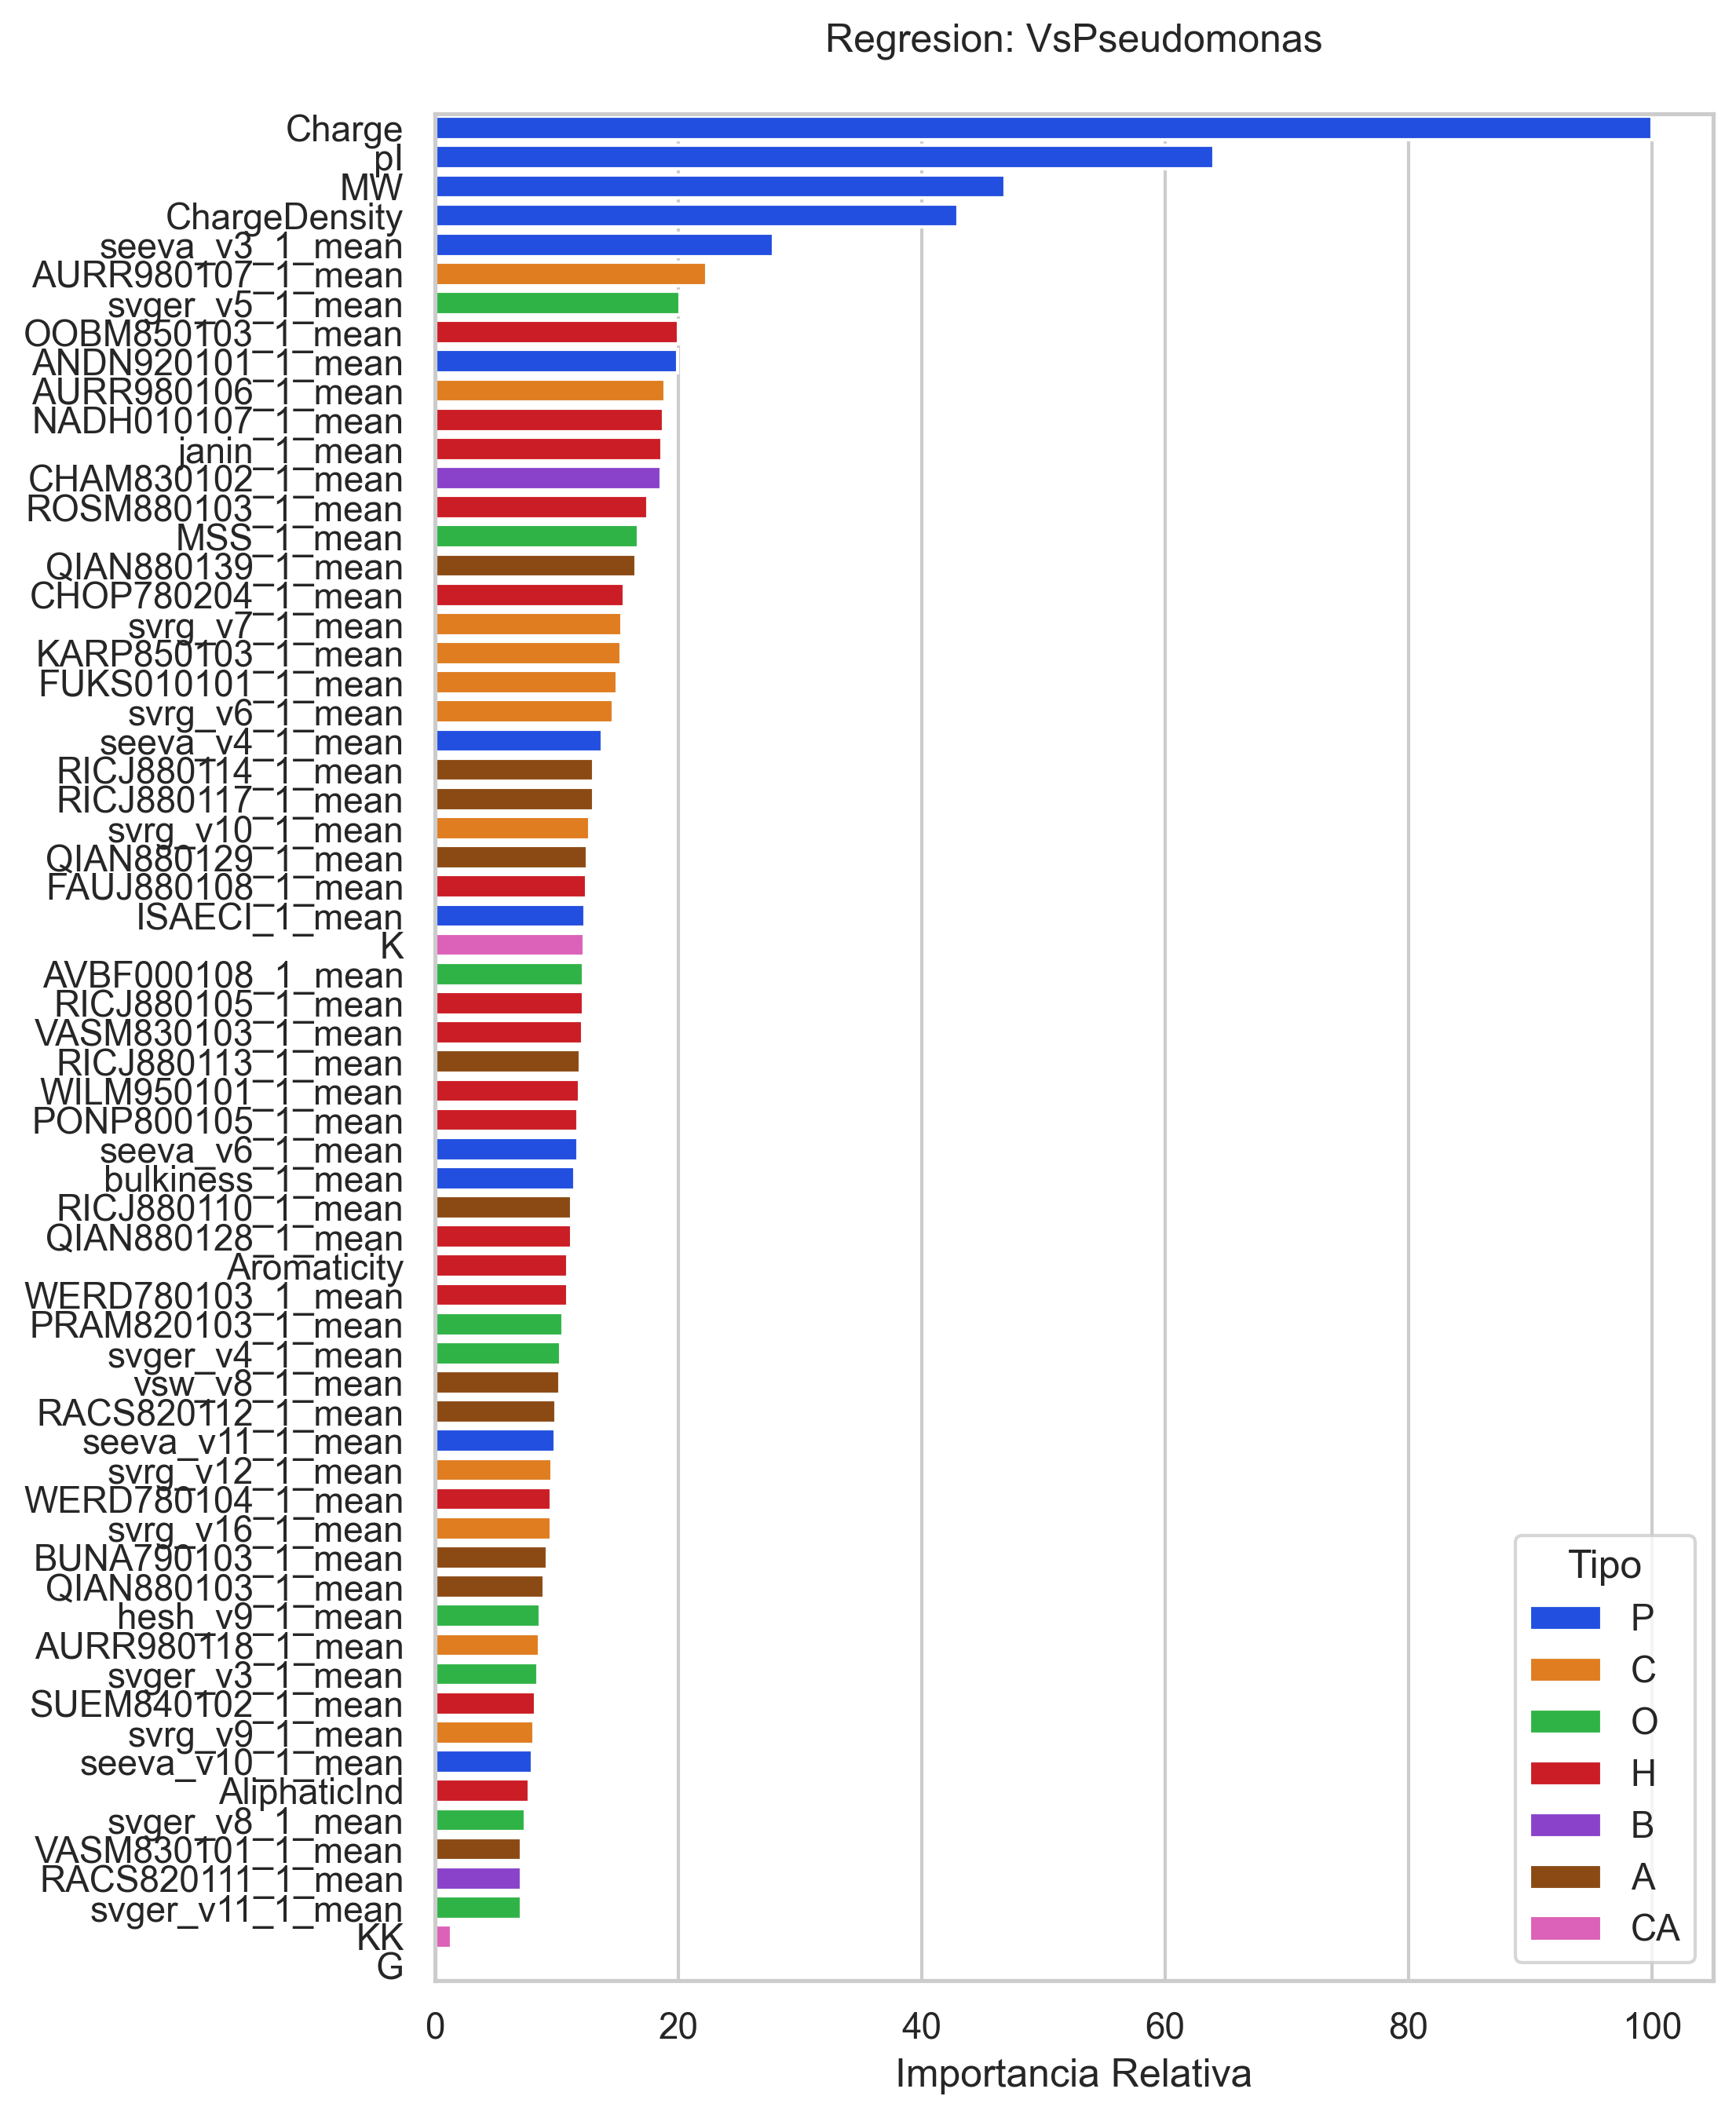 Regresion: VsPseudomonas
Charge
pI
MW
ChargeDensity
seeva_v3_1_mean
AURR980107_1_mean
svger_v5_1_mean
OOBM850103_1_mean
ANDN920101_1_mean
AURR980106_1_mean
NADH010107_1_mean
janin_1_mean
CHAM830102_1_mean
ROSM880103_1_mean
MSS_1_mean
QIAN880139_1_mean
CHOP780204_1_mean
svrg_v7_1_mean
KARP850103_1_mean
FUKS010101_1_mean
svrg_v6_1_mean
seeva_v4_1_mean
RICJ880114_1_mean
RICJ880117_1_mean
svrg_v10_1_mean
QIAN880129_1_mean
FAUJ880108_1_mean
ISAECI_1_mean
K
AVBF000108_1_mean
RICJ880105_1_mean
VASM830103_1_mean
RICJ880113_1_mean
WILM950101_1_mean
PONP800105_1_mean
seeva_v6_1_mean
bulkiness_1_mean
RICJ880110_1_mean
QIAN880128_1_mean
Aromaticity
WERD780103_1_mean
PRAM820103_1_mean
svger_v4_1_mean
vsw_v8_1_mean
RACS820112_1_mean
seeva_v11_1_mean
svrg_v12_1_mean
WERD780104_1_mean
svrg_v16_1_mean
BUNA790103_1_mean
QIAN880103_1_mean
hesh_v9_1_mean
AURR980118_1_mean
svger_v3_1_mean
SUEM840102_1_mean
svrg_v9_1_mean
seeva_v10_1_mean
AliphaticInd
svger_v8_1_mean
VASM830101_1_mean
RACS820111_1_mean
svger_v11_1_mean
KK
G
Tipo
P
C
O
H
B
A
CA
0 20 40 60 80 100
Importancia Relativa